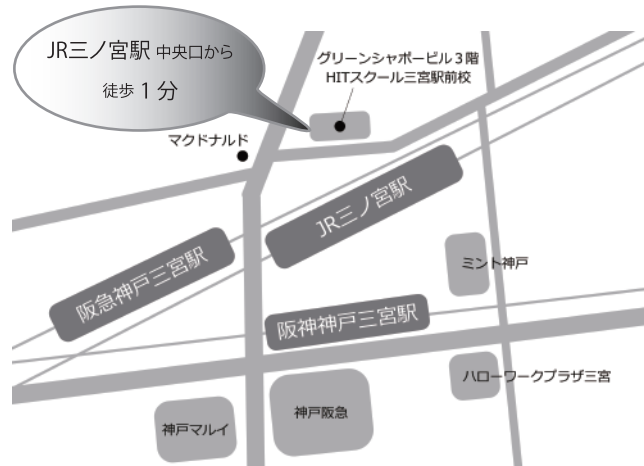 JR三ノ宮駅 中央口から
徒歩 1 分
グリーンシャポービル３階
HITスクール三宮駅前校
マクドナルド
JR三ノ宮駅
阪急神戸三宮駅
ミント神戸
阪神神戸三宮駅
ハローワークプラザ三宮
神戸マルイ
神戸阪急